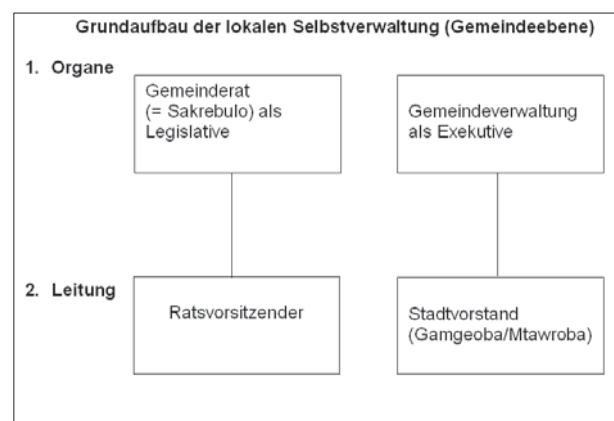 Grundaufbau der lokalen Selbstverwaltung (Gemeindeebene)
1. Organe
Gemeinderat
(= Sakrebulo) als
Legislative
Gemeindeverwaltung
als Exekutive
2. Leitung
Ratsvorsitzender
Stadtvorstand
(Gamgeoba/Mtawroba)